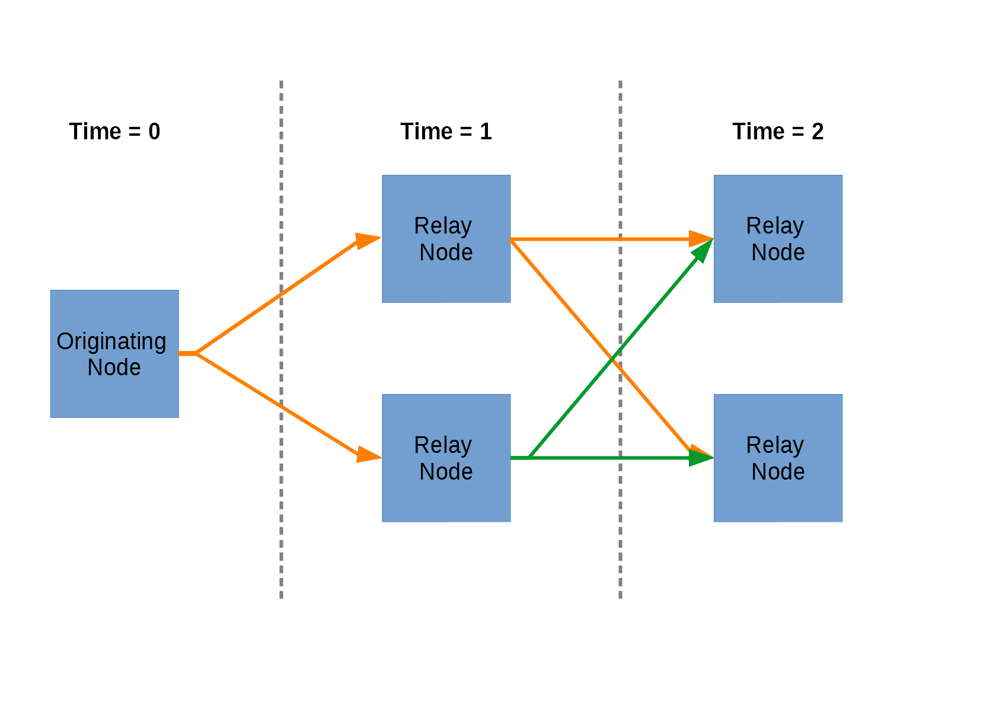 Time = 0
Time = 1
Time = 2
Relay
Node
Relay
Node
Originating
Node
Relay
Node
Relay
Node